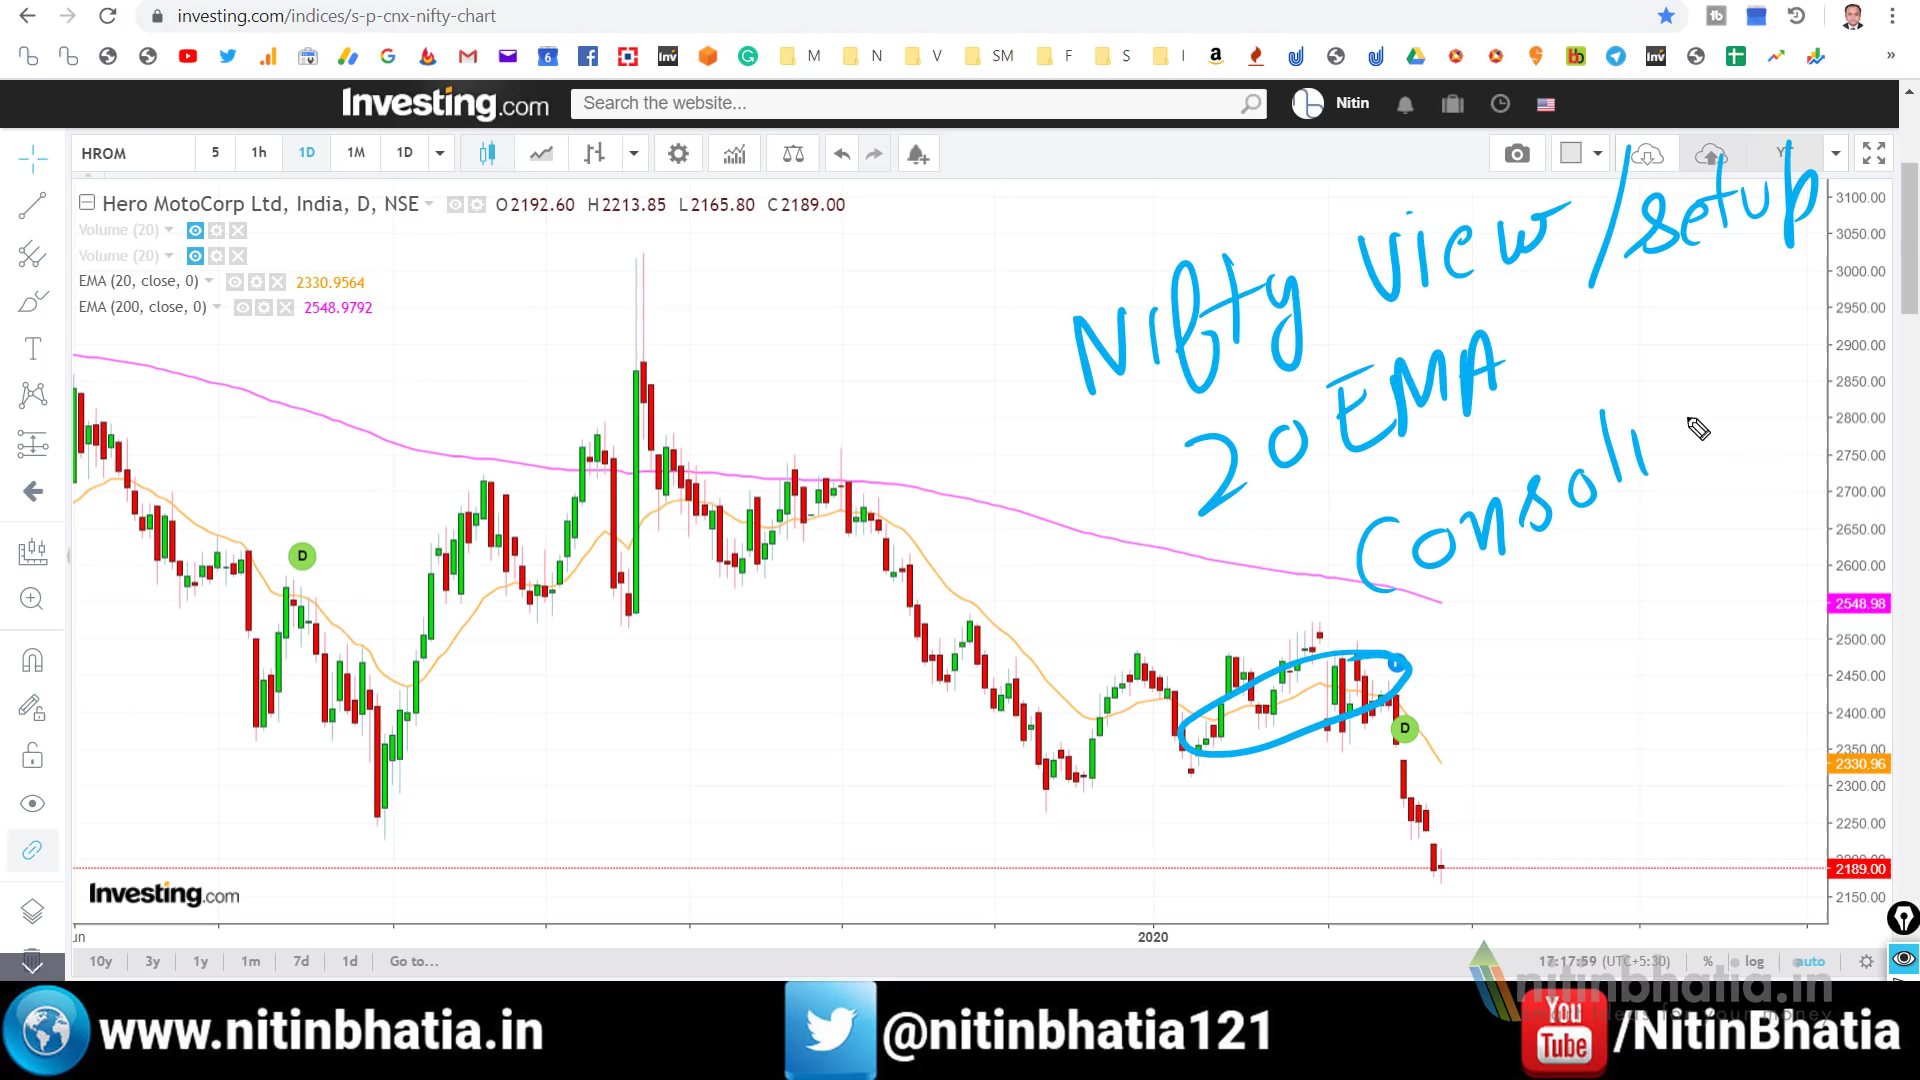 investing.com/indices/s-p-cnx-nifty-chart
M N V SM F S I
Investing.com
Search the website...
Nitin
HROM 5 1h 1D 1M 1D
Hero MotoCorp Ltd, India, D, NSE O2192.60 H2213.85 L2165.80 C2189.00
Volume (20)
Volume (20)
EMA (20, close, 0) 2330.9564
EMA (200, close, 0) 2548.9792
Nifty view / setup
20 EMA
Consoli
D
D
3100.00
3050.00
3000.00
2950.00
2900.00
2850.00
2800.00
2750.00
2700.00
2650.00
2600.00
2548.98
2500.00
2450.00
2400.00
2350.00
2330.96
2300.00
2250.00
2189.00
2150.00
Investing.com
un 2020
10y 3y 1y 1m 7d 1d Go to... 17:17:59 (UTC+5:30) % log auto
nitinbhatia.in
www.nitinbhatia.in @nitinbhatia121 You Tube /NitinBhatia